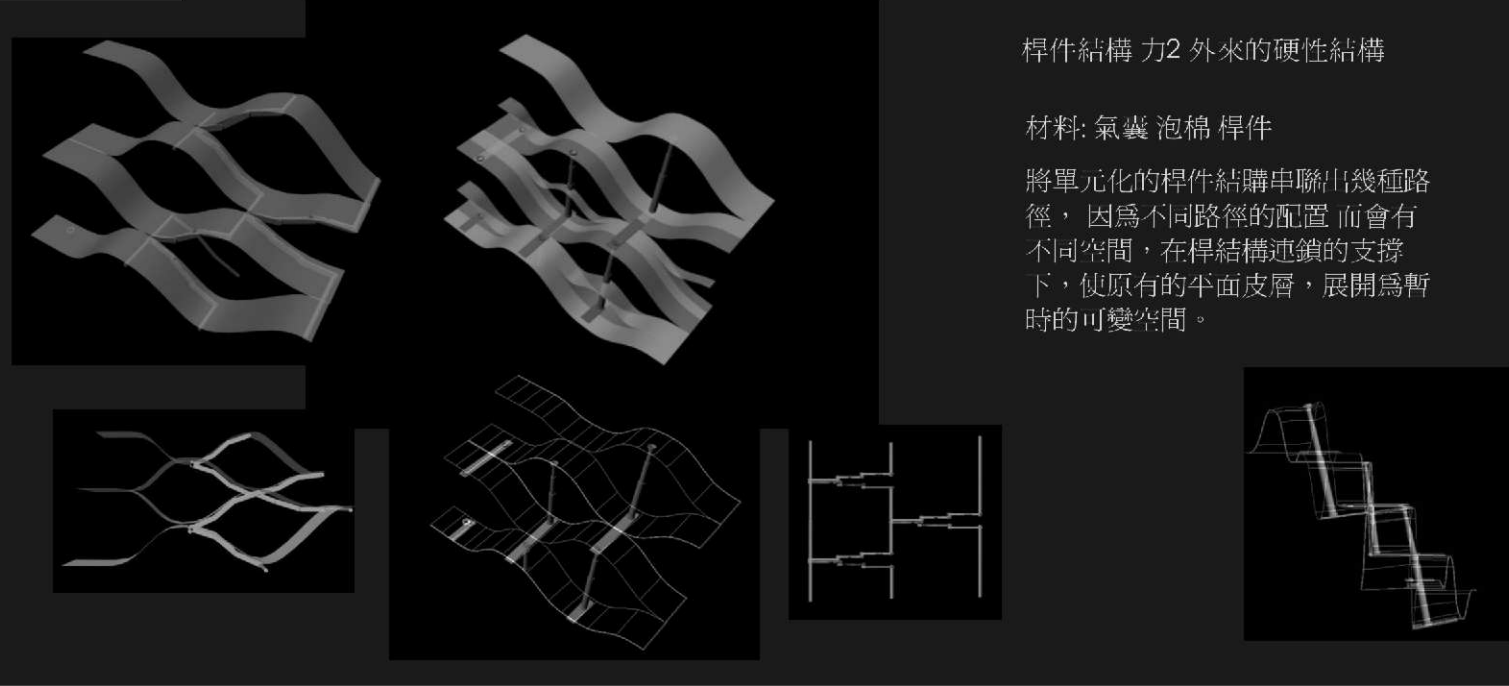 桿件結構 力2 外來的硬性結構
材料: 氣囊 泡棉 桿件
將單元化的桿件結購串聯出幾種路
徑， 因為不同路徑的配置 而會有
不同空間，在桿結構連鎖的支撐
下，使原有的平面皮層，展開為暫
時的可變空間。